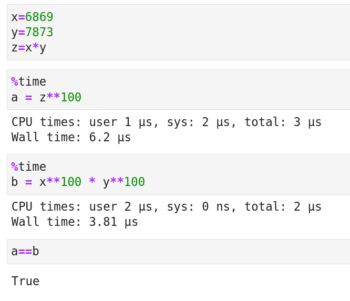 x=6869
y=7873
z=x*y
%time
a = z**100
CPU times: user 1 µs, sys: 2 µs, total: 3 µs
Wall time: 6.2 µs
%time
b = x**100 * y**100
CPU times: user 2 µs, sys: 0 ns, total: 2 µs
Wall time: 3.81 µs
a==b
True